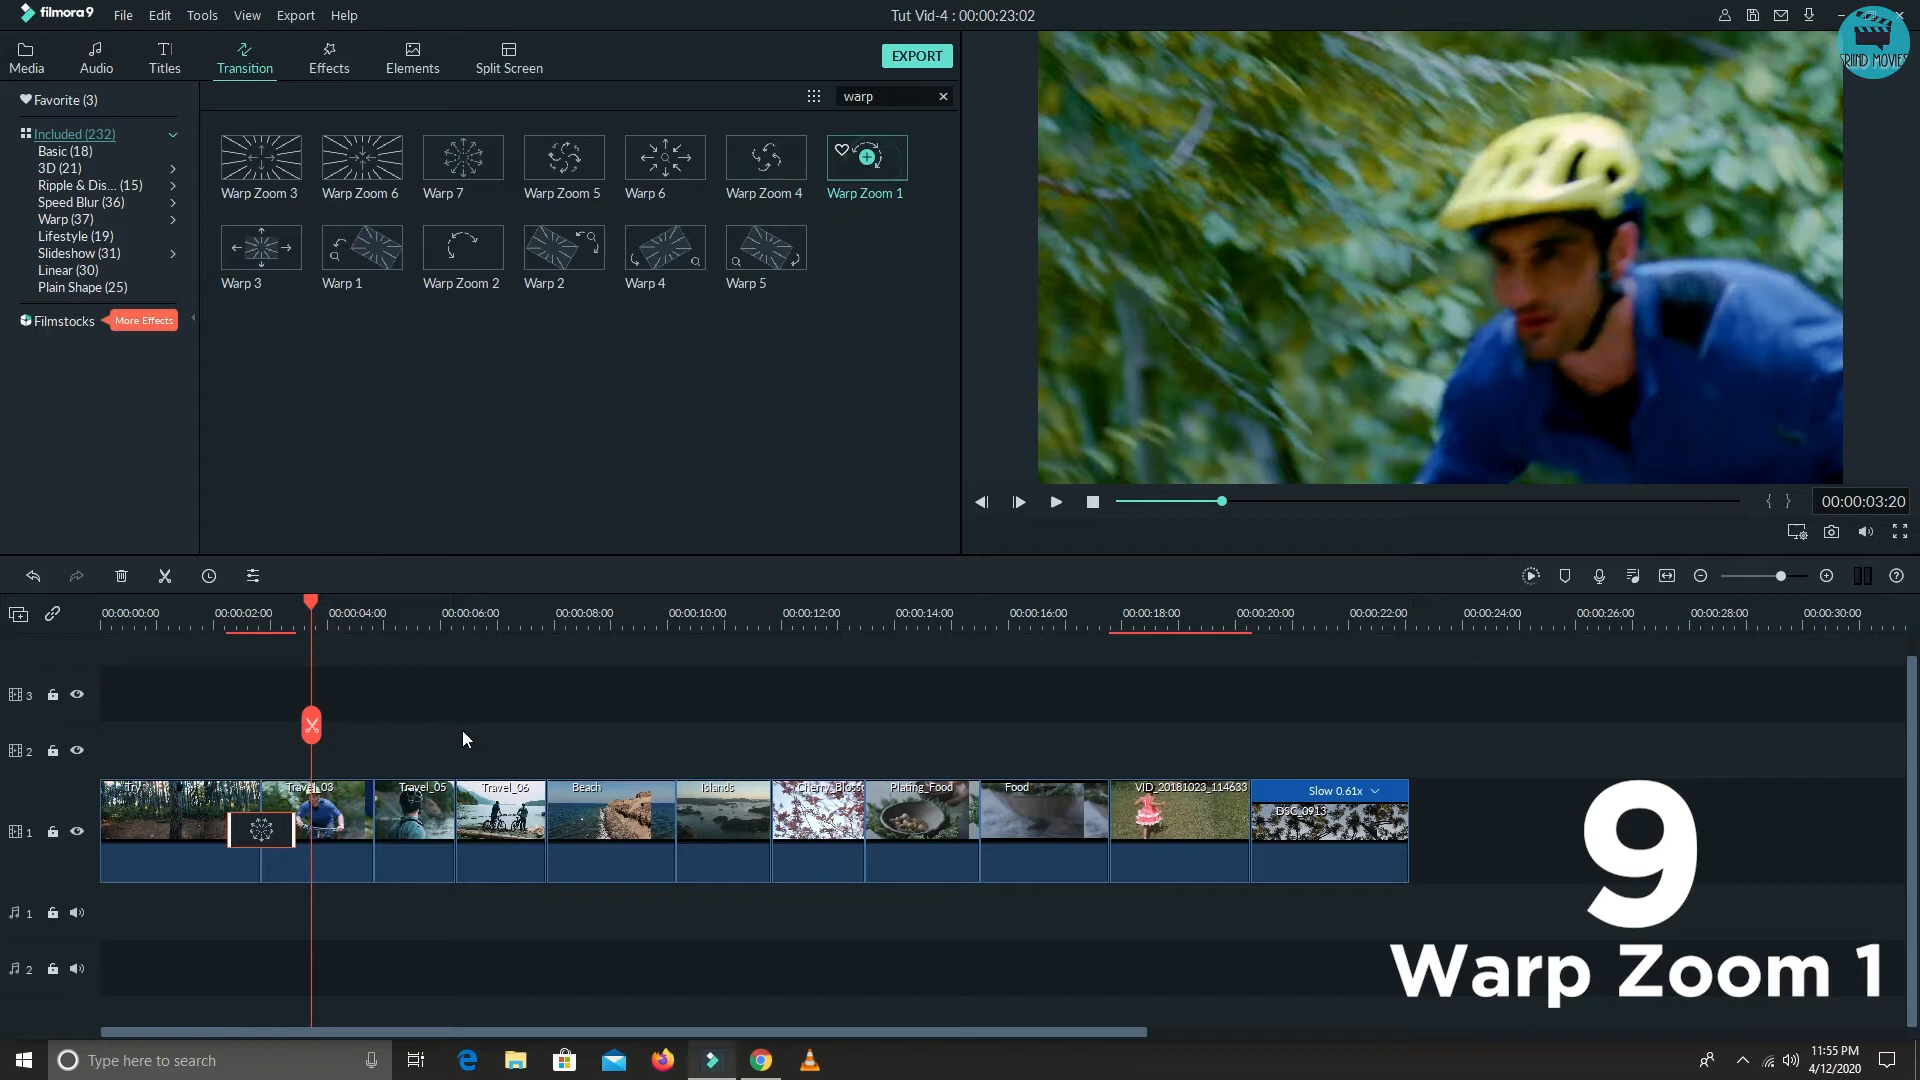 filmora9 File Edit Tools View Export Help Tut Vid-4 : 00:00:23:02
Media Audio Titles Transition Effects Elements Split Screen EXPORT
RIIND MOVIES
Favorite (3)
warp
Included (232)
Basic (18)
3D (21)
Ripple & Dis... (15)
Speed Blur (36)
Warp (37)
Lifestyle (19)
Slideshow (31)
Linear (30)
Plain Shape (25)
Filmstocks More Effects
Warp Zoom 3 Warp Zoom 6 Warp 7 Warp Zoom 5 Warp 6 Warp Zoom 4 Warp Zoom 1
Warp 3 Warp 1 Warp Zoom 2 Warp 2 Warp 4 Warp 5
00:00:03:20
00:00:00:00 00:00:02:00 00:00:04:00 00:00:06:00 00:00:08:00 00:00:10:00 00:00:12:00 00:00:14:00 00:00:16:00 00:00:18:00 00:00:20:00 00:00:22:00 00:00:24:00 00:00:26:00 00:00:28:00 00:00:30:00
3
2
Travel_03 Travel_05 Travel_06 Beach Islands Cherry_Bloss Plating_Food Food VID_20181023_114633 Slow 0.61x
DSC_0913
1
1
2
9
Warp Zoom 1
Type here to search
11:55 PM
4/12/2020